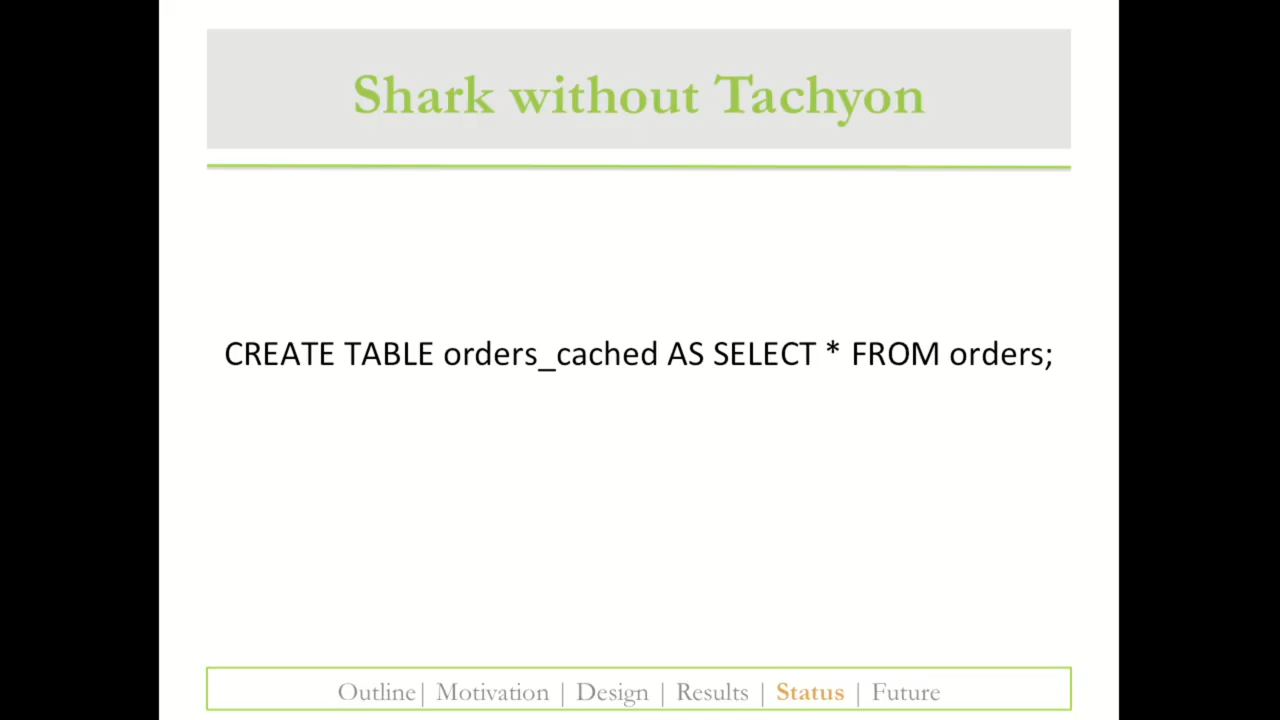 Shark without Tachyon
CREATE TABLE orders_cached AS SELECT * FROM orders;
Outline| Motivation | Design | Results | Status | Future